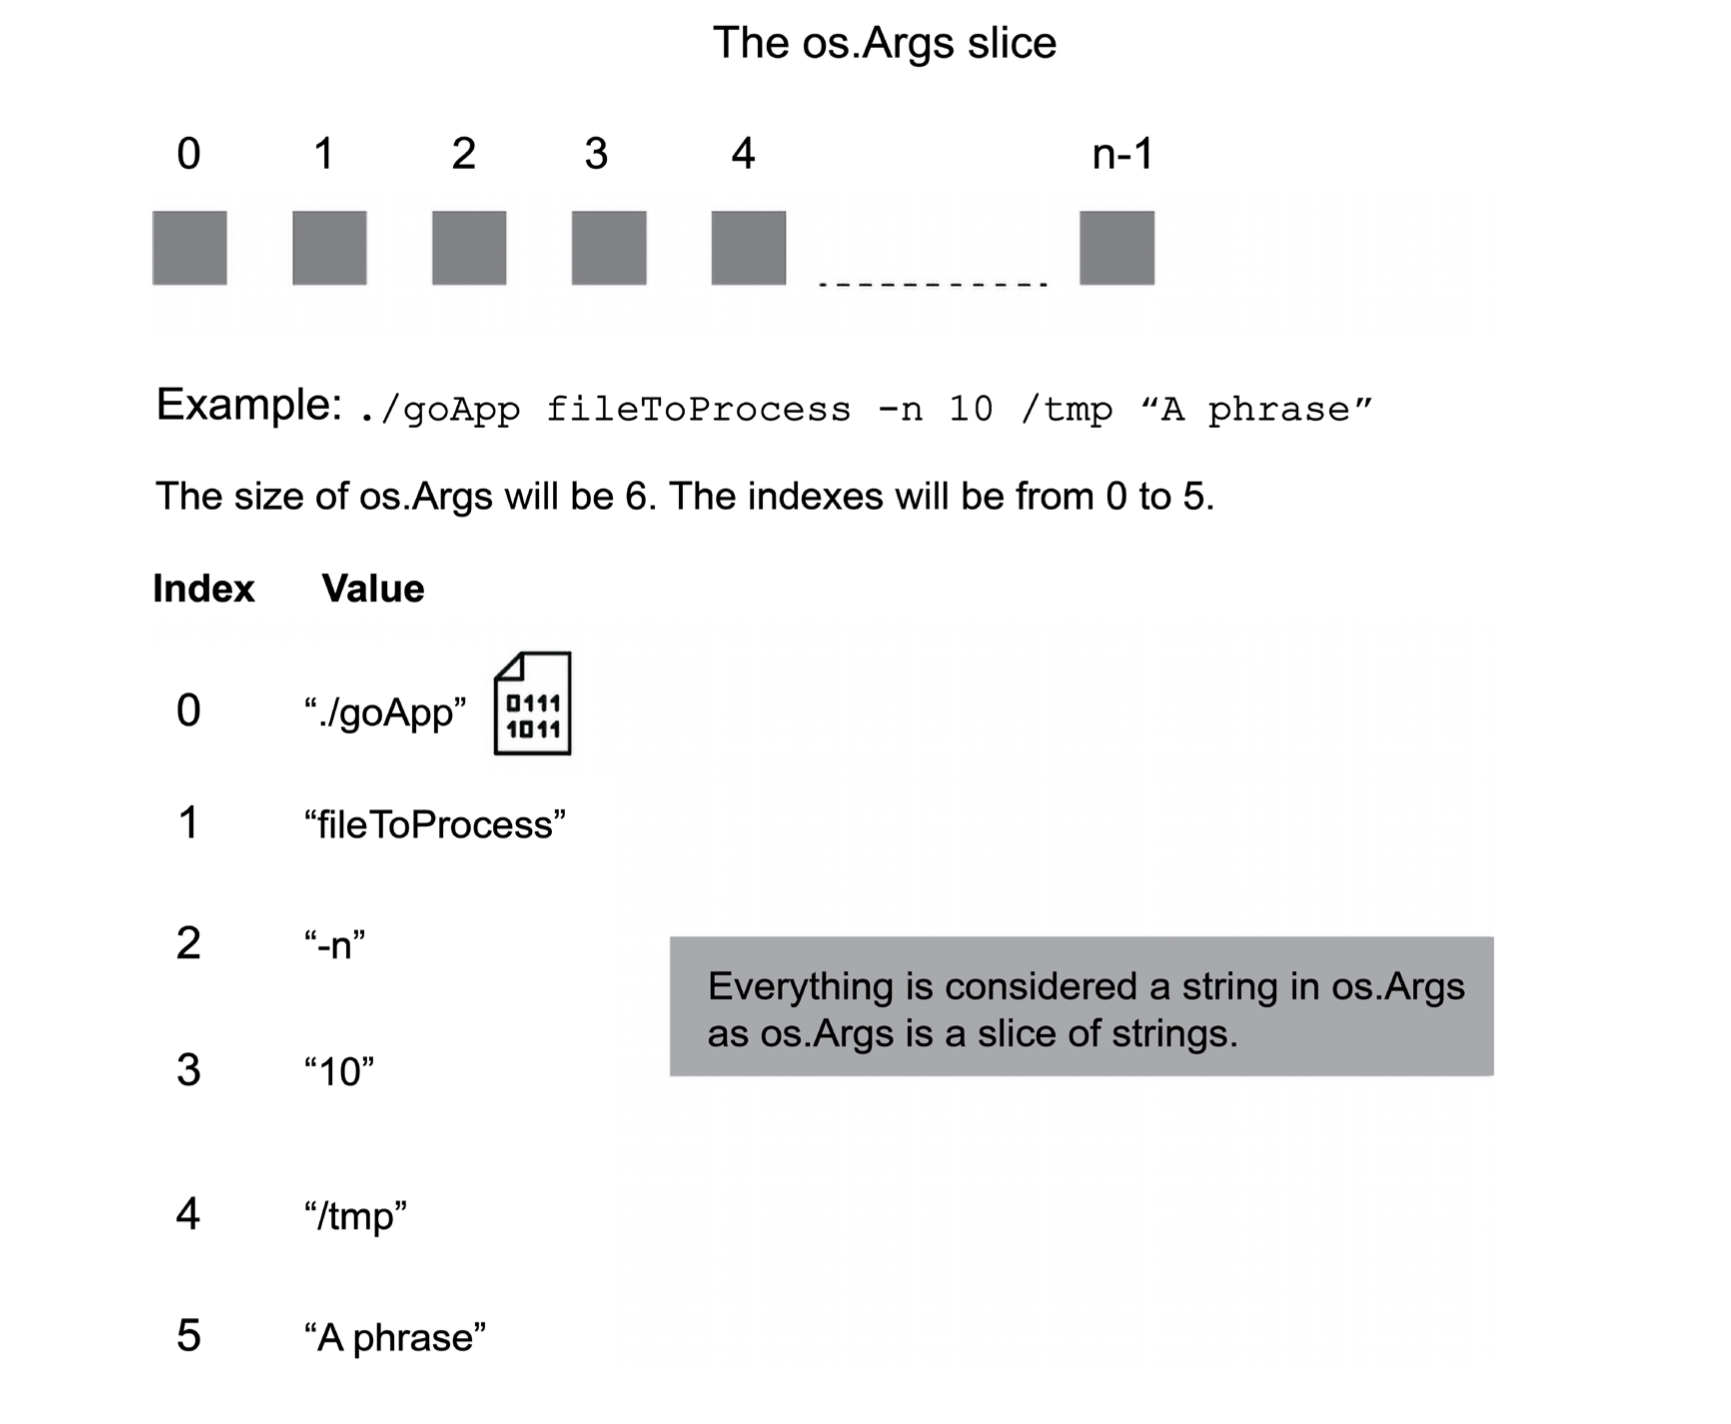 The os.Args slice
0 1 2 3 4 n-1
Example: ./goApp fileToProcess -n 10 /tmp “A phrase”
The size of os.Args will be 6. The indexes will be from 0 to 5.
Index Value
0 “./goApp”
0111
1011
1 “fileToProcess”
2 “-n”
Everything is considered a string in os.Args
as os.Args is a slice of strings.
3 “10”
4 “/tmp”
5 “A phrase”